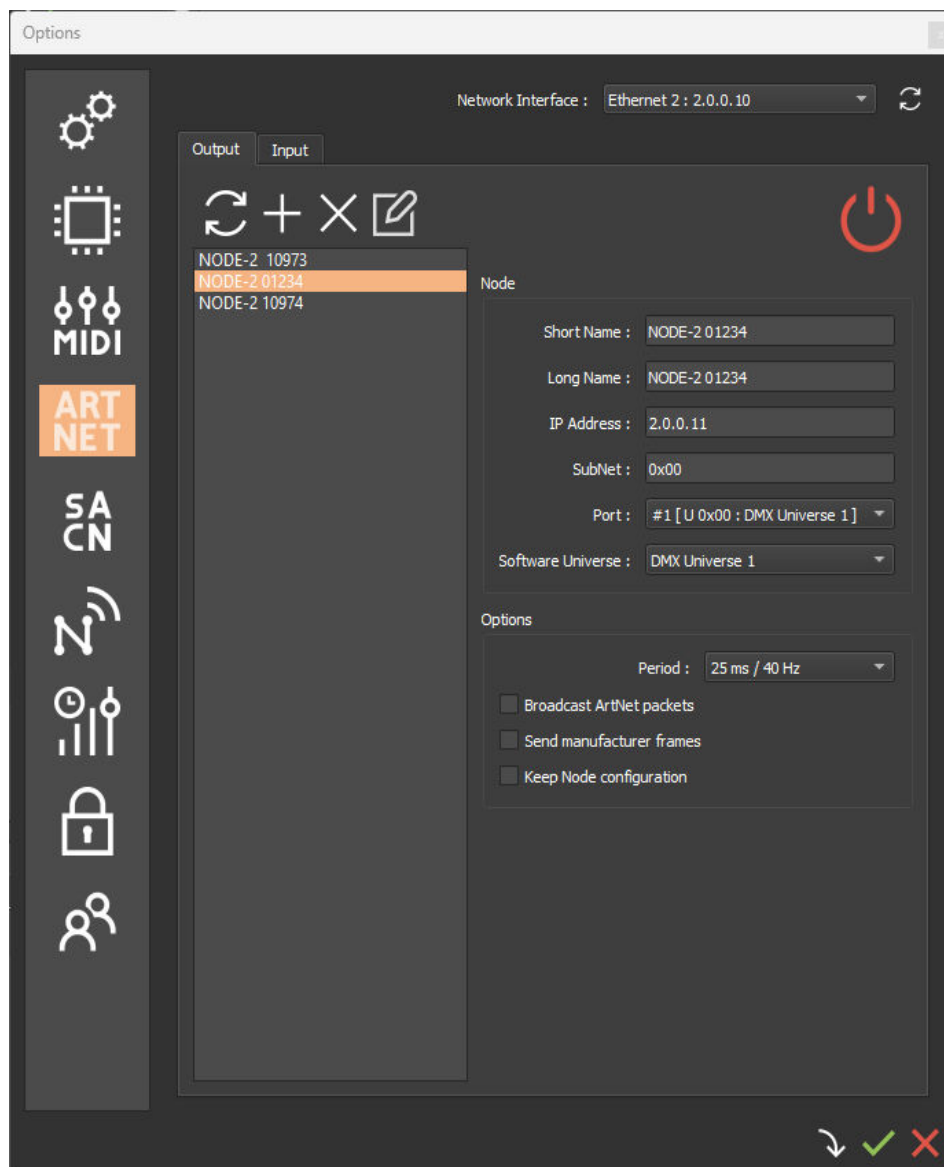 Options
Network Interface : Ethernet 2 : 2.0.0.10
Output Input
MIDI
ART
NET
SA
CN
N
NODE-2  10973
NODE-2 01234
NODE-2 10974
Node
Short Name : NODE-2 01234
Long Name : NODE-2 01234
IP Address : 2.0.0.11
SubNet : 0x00
Port : #1 [ U 0x00 : DMX Universe 1 ]
Software Universe : DMX Universe 1
Options
Period : 25 ms / 40 Hz
Broadcast ArtNet packets
Send manufacturer frames
Keep Node configuration